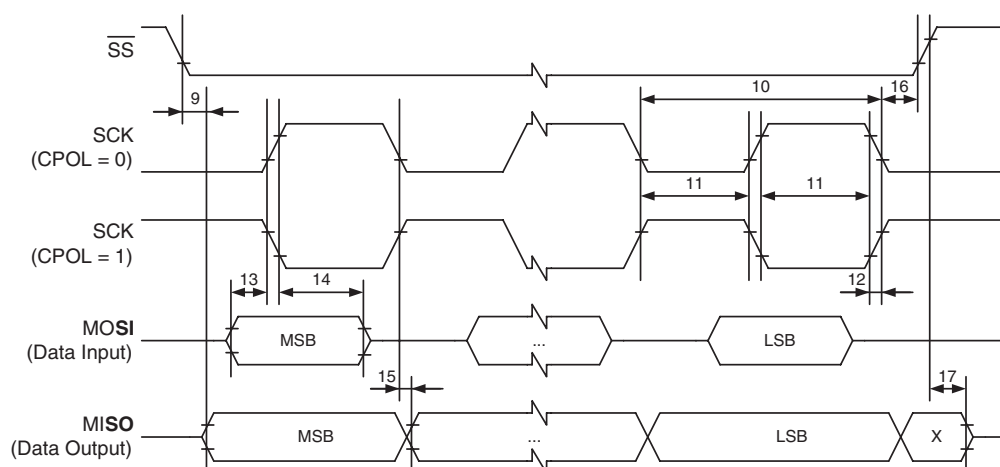 SS
9
10
16
SCK
(CPOL = 0)
11
11
SCK
(CPOL = 1)
13
14
12
MOSI
(Data Input)
MSB
...
LSB
15
17
MISO
(Data Output)
MSB
...
LSB
X